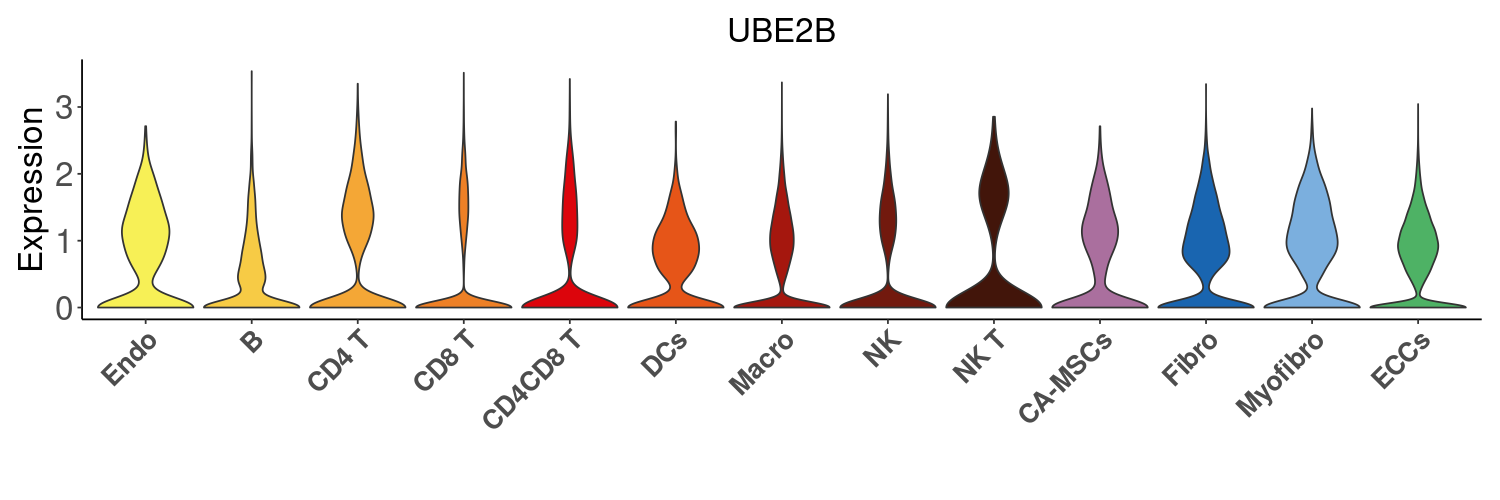 UBE2B
Expression
3
2
1
0
Endo
B
CD4 T
CD8 T
CD4CD8 T
DCs
Macro
NK
NK T
CA-MSCs
Fibro
Myofibro
ECCs